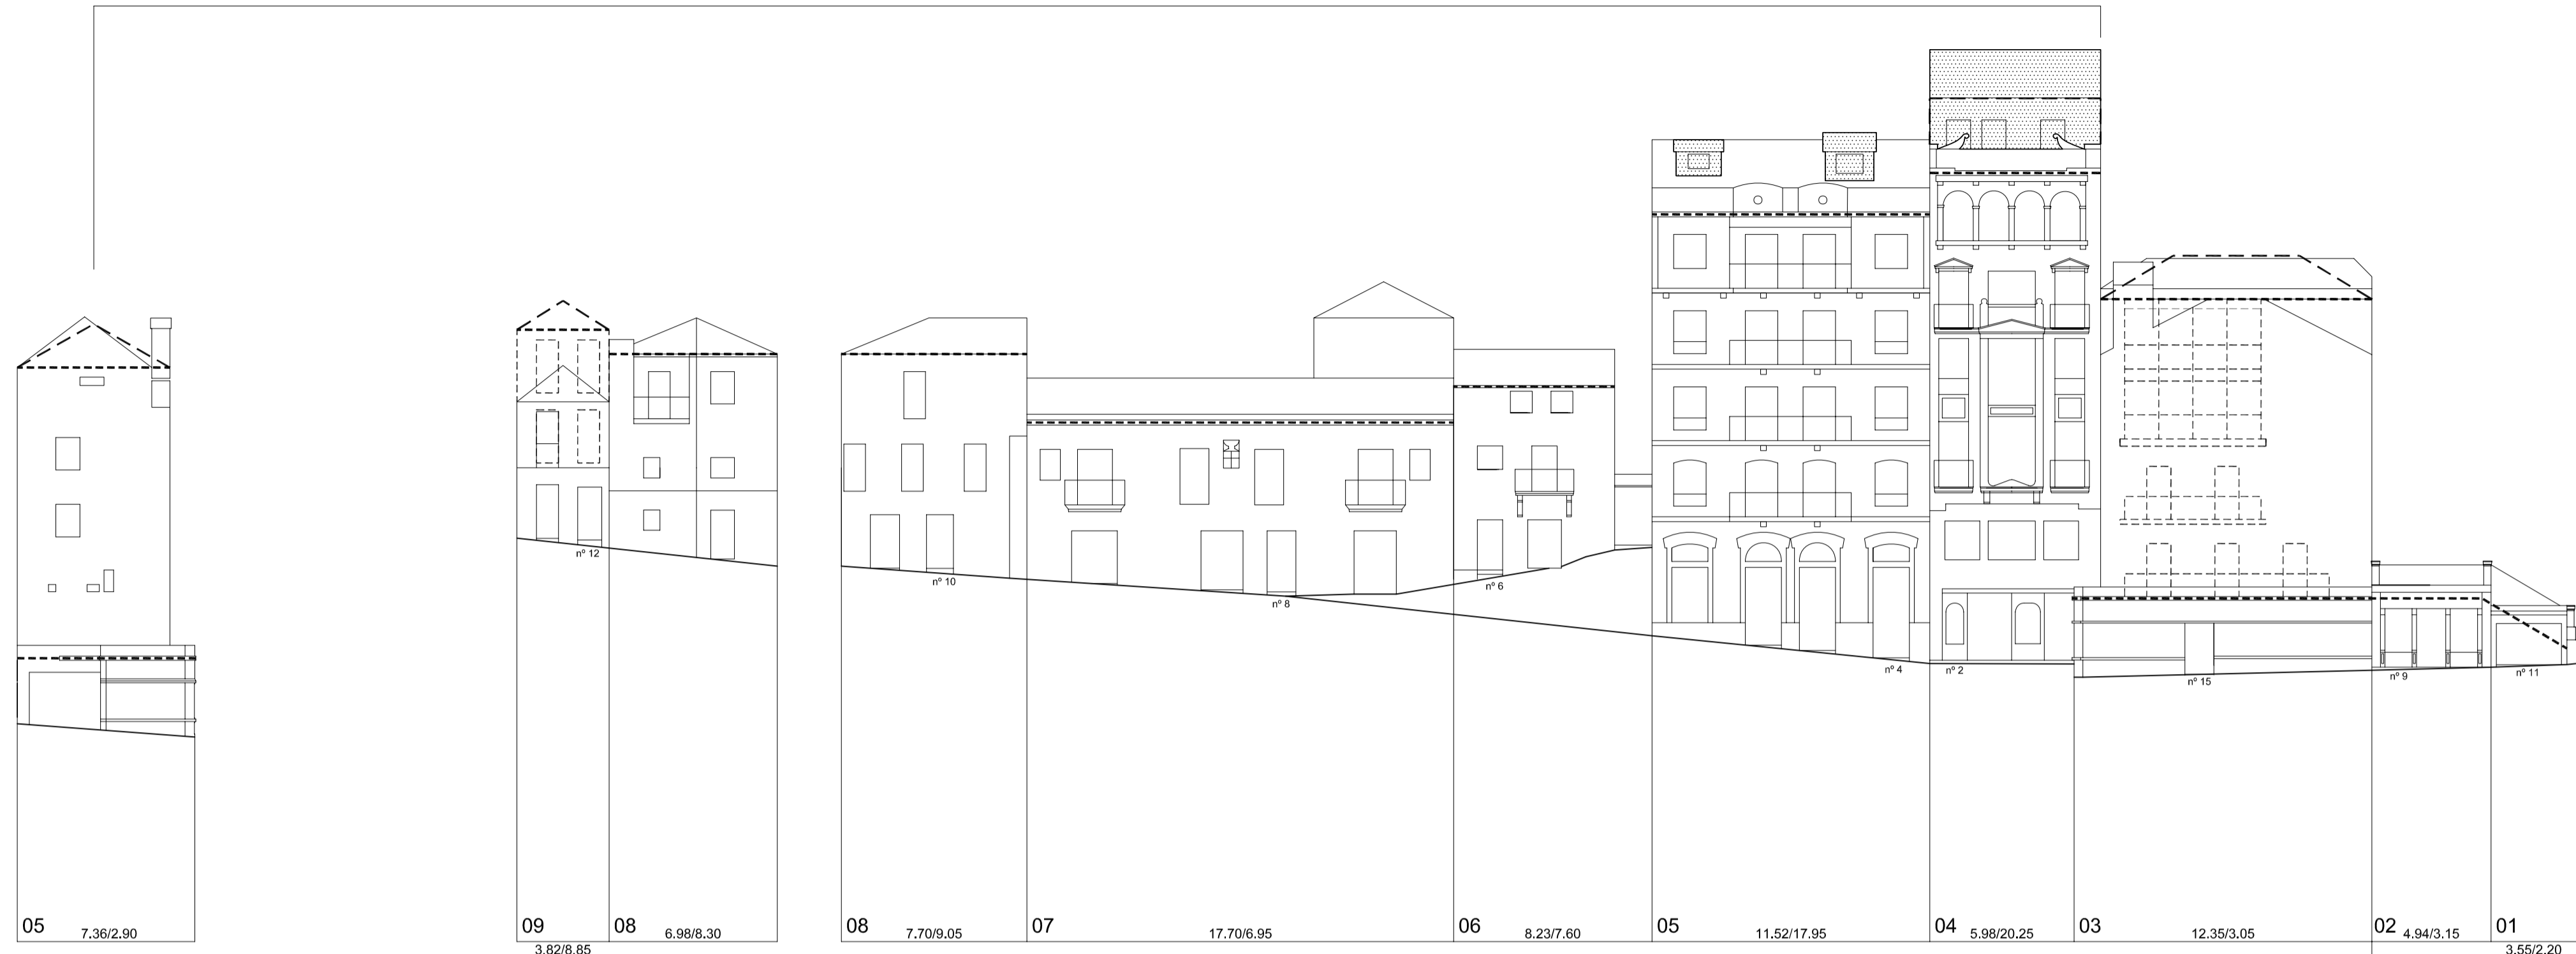 nº 12
nº 10
nº 8
nº 6
nº 4
nº 2
nº 15
nº 9
nº 11
05 7.36/2.90
09 3.82/8.85
08 6.98/8.30
08 7.70/9.05
07 17.70/6.95
06 8.23/7.60
05 11.52/17.95
04 5.98/20.25
03 12.35/3.05
02 4.94/3.15
01 3.55/2.20